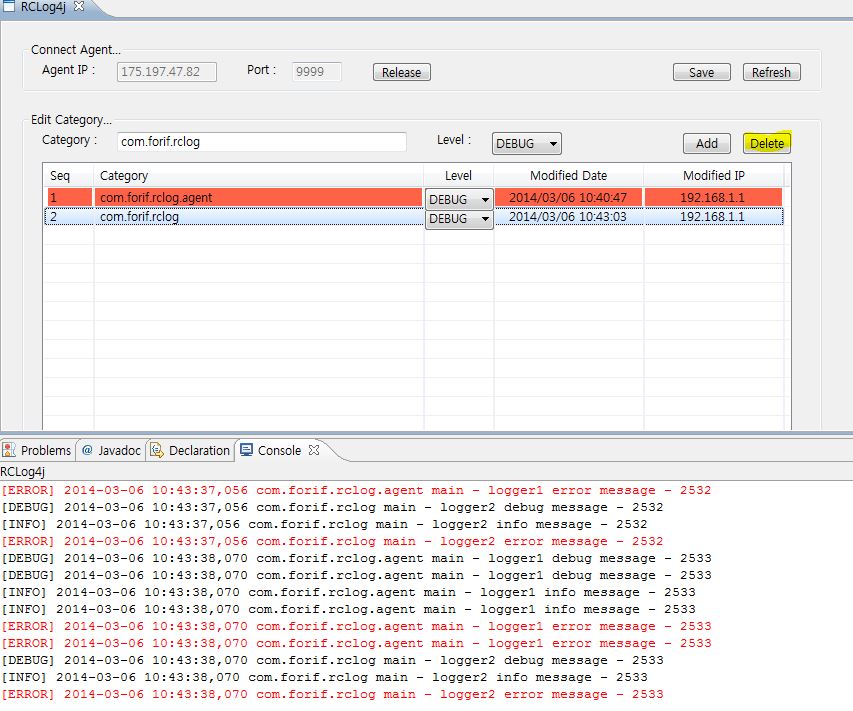 RCLog4j
Connect Agent...
Agent IP : 175.197.47.82 Port : 9999 Release Save Refresh
Edit Category...
Category : com.forif.rclog Level : DEBUG Add Delete
Seq Category Level Modified Date Modified IP
1 com.forif.rclog.agent DEBUG 2014/03/06 10:40:47 192.168.1.1
2 com.forif.rclog DEBUG 2014/03/06 10:43:03 192.168.1.1
Problems @ Javadoc Declaration Console
RCLog4j
[ERROR] 2014-03-06 10:43:37,056 com.forif.rclog.agent main - logger1 error message - 2532
[DEBUG] 2014-03-06 10:43:37,056 com.forif.rclog main - logger2 debug message - 2532
[INFO] 2014-03-06 10:43:37,056 com.forif.rclog main - logger2 info message - 2532
[ERROR] 2014-03-06 10:43:37,056 com.forif.rclog main - logger2 error message - 2532
[DEBUG] 2014-03-06 10:43:38,070 com.forif.rclog.agent main - logger1 debug message - 2533
[DEBUG] 2014-03-06 10:43:38,070 com.forif.rclog.agent main - logger1 debug message - 2533
[INFO] 2014-03-06 10:43:38,070 com.forif.rclog.agent main - logger1 info message - 2533
[INFO] 2014-03-06 10:43:38,070 com.forif.rclog.agent main - logger1 info message - 2533
[ERROR] 2014-03-06 10:43:38,070 com.forif.rclog.agent main - logger1 error message - 2533
[ERROR] 2014-03-06 10:43:38,070 com.forif.rclog.agent main - logger1 error message - 2533
[DEBUG] 2014-03-06 10:43:38,070 com.forif.rclog main - logger2 debug message - 2533
[INFO] 2014-03-06 10:43:38,070 com.forif.rclog main - logger2 info message - 2533
[ERROR] 2014-03-06 10:43:38,070 com.forif.rclog main - logger2 error message - 2533